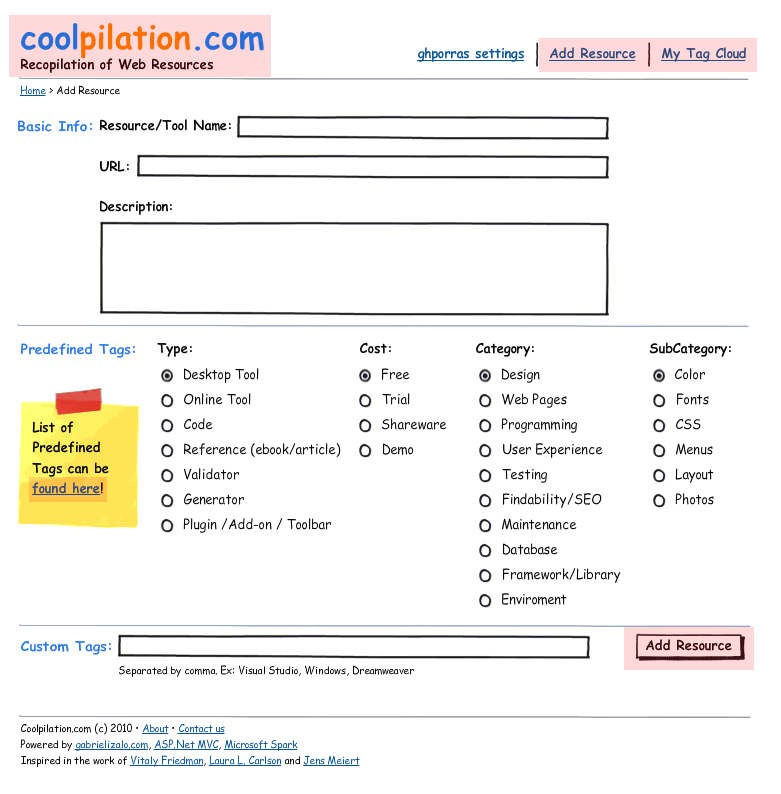 coolpilation.com
Recopilation of Web Resources
ghporras settings
Add Resource
My Tag Cloud
Home > Add Resource
Basic Info: Resource/Tool Name:
URL:
Description:
Predefined Tags:
List of
Predefined
Tags can be
found here!
Type:
Desktop Tool
Online Tool
Code
Reference (ebook/article)
Validator
Generator
Plugin /Add-on / Toolbar
Cost:
Free
Trial
Shareware
Demo
Category:
Design
Web Pages
Programming
User Experience
Testing
Findability/SEO
Maintenance
Database
Framework/Library
Enviroment
SubCategory:
Color
Fonts
CSS
Menus
Layout
Photos
Custom Tags:
Separated by comma. Ex: Visual Studio, Windows, Dreamweaver
Add Resource
Coolpilation.com (c) 2010 • About • Contact us
Powered by gabrielizalo.com, ASP.Net MVC, Microsoft Spark
Inspired in the work of Vitaly Friedman, Laura L. Carlson and Jens Meiert